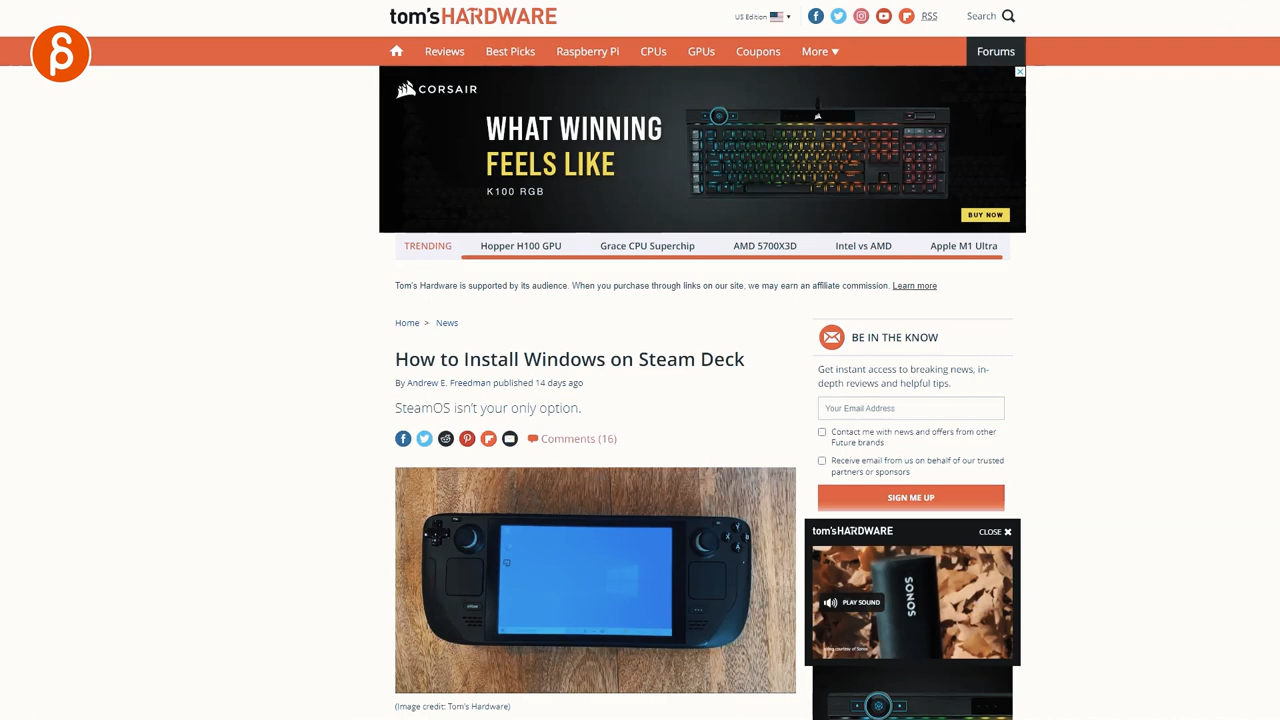 tom'sHARDWARE
US Edition
RSS
Search
Reviews
Best Picks
Raspberry Pi
CPUs
GPUs
Coupons
More
Forums
CORSAIR
WHAT WINNING
FEELS LIKE
K100 RGB
BUY NOW
TRENDING
Hopper H100 GPU
Grace CPU Superchip
AMD 5700X3D
Intel vs AMD
Apple M1 Ultra
Tom's Hardware is supported by its audience. When you purchase through links on our site, we may earn an affiliate commission. Learn more
Home > News
How to Install Windows on Steam Deck
By Andrew E. Freedman published 14 days ago
SteamOS isn't your only option.
Comments (16)
(Image credit: Tom's Hardware)
BE IN THE KNOW
Get instant access to breaking news, in-
depth reviews and helpful tips.
Your Email Address
Contact me with news and offers from other
Future brands
Receive email from us on behalf of our trusted
partners or sponsors
SIGN ME UP
tom'sHARDWARE
CLOSE
PLAY SOUND
SONOS